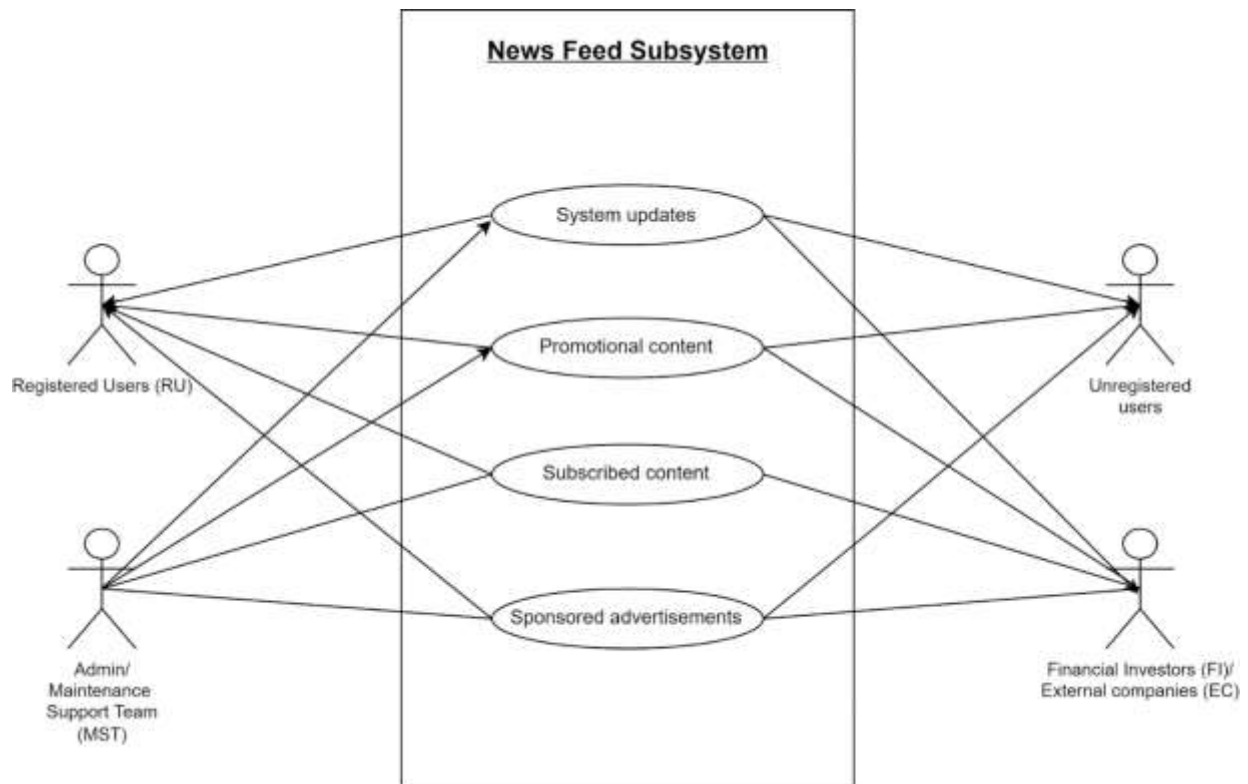 News Feed Subsystem
System updates
Promotional content
Registered Users (RU)
Unregistered
users
Subscribed content
Sponsored advertisements
Admin/
Maintenance
Support Team
(MST)
Financial Investors (FI)/
External companies (EC)